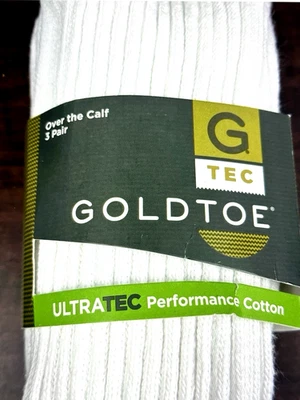 Over the Calf
3 Pair
G
TEC
GOLDTOE®
ULTRATEC Performance Cotton